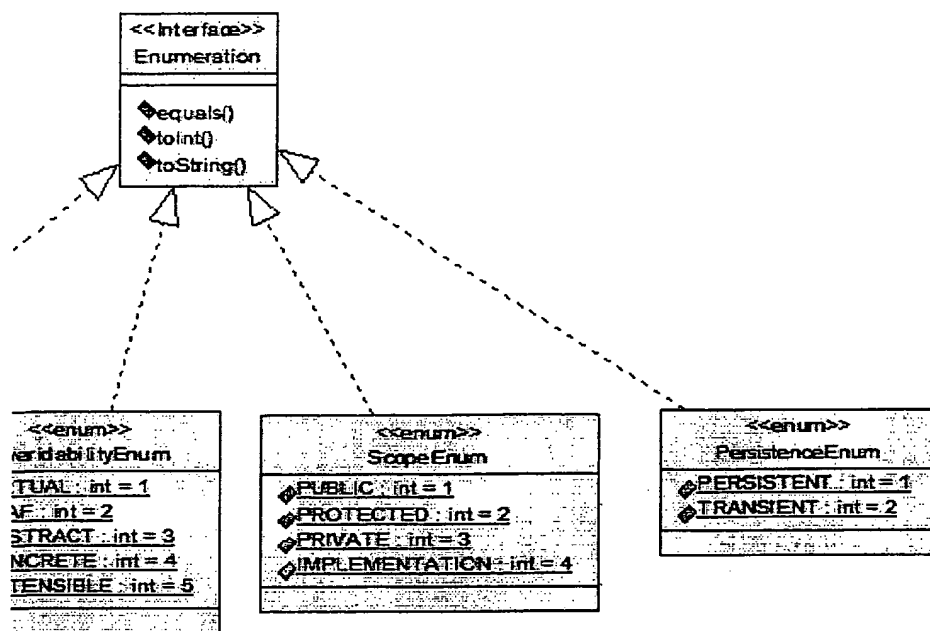 <<Interface>>
Enumeration
equals()
toInt()
toString()
<<enum>>
eridabilityEnum
TUAL : int = 1
AF : int = 2
STRACT : int = 3
NCRETE : int = 4
TENSIBLE : int = 5
<<enum>>
ScopeEnum
PUBLIC : int = 1
PROTECTED : int = 2
PRIVATE : int = 3
IMPLEMENTATION : int = 4
<<enum>>
PersistenceEnum
PERSISTENT : int = 1
TRANSIENT : int = 2